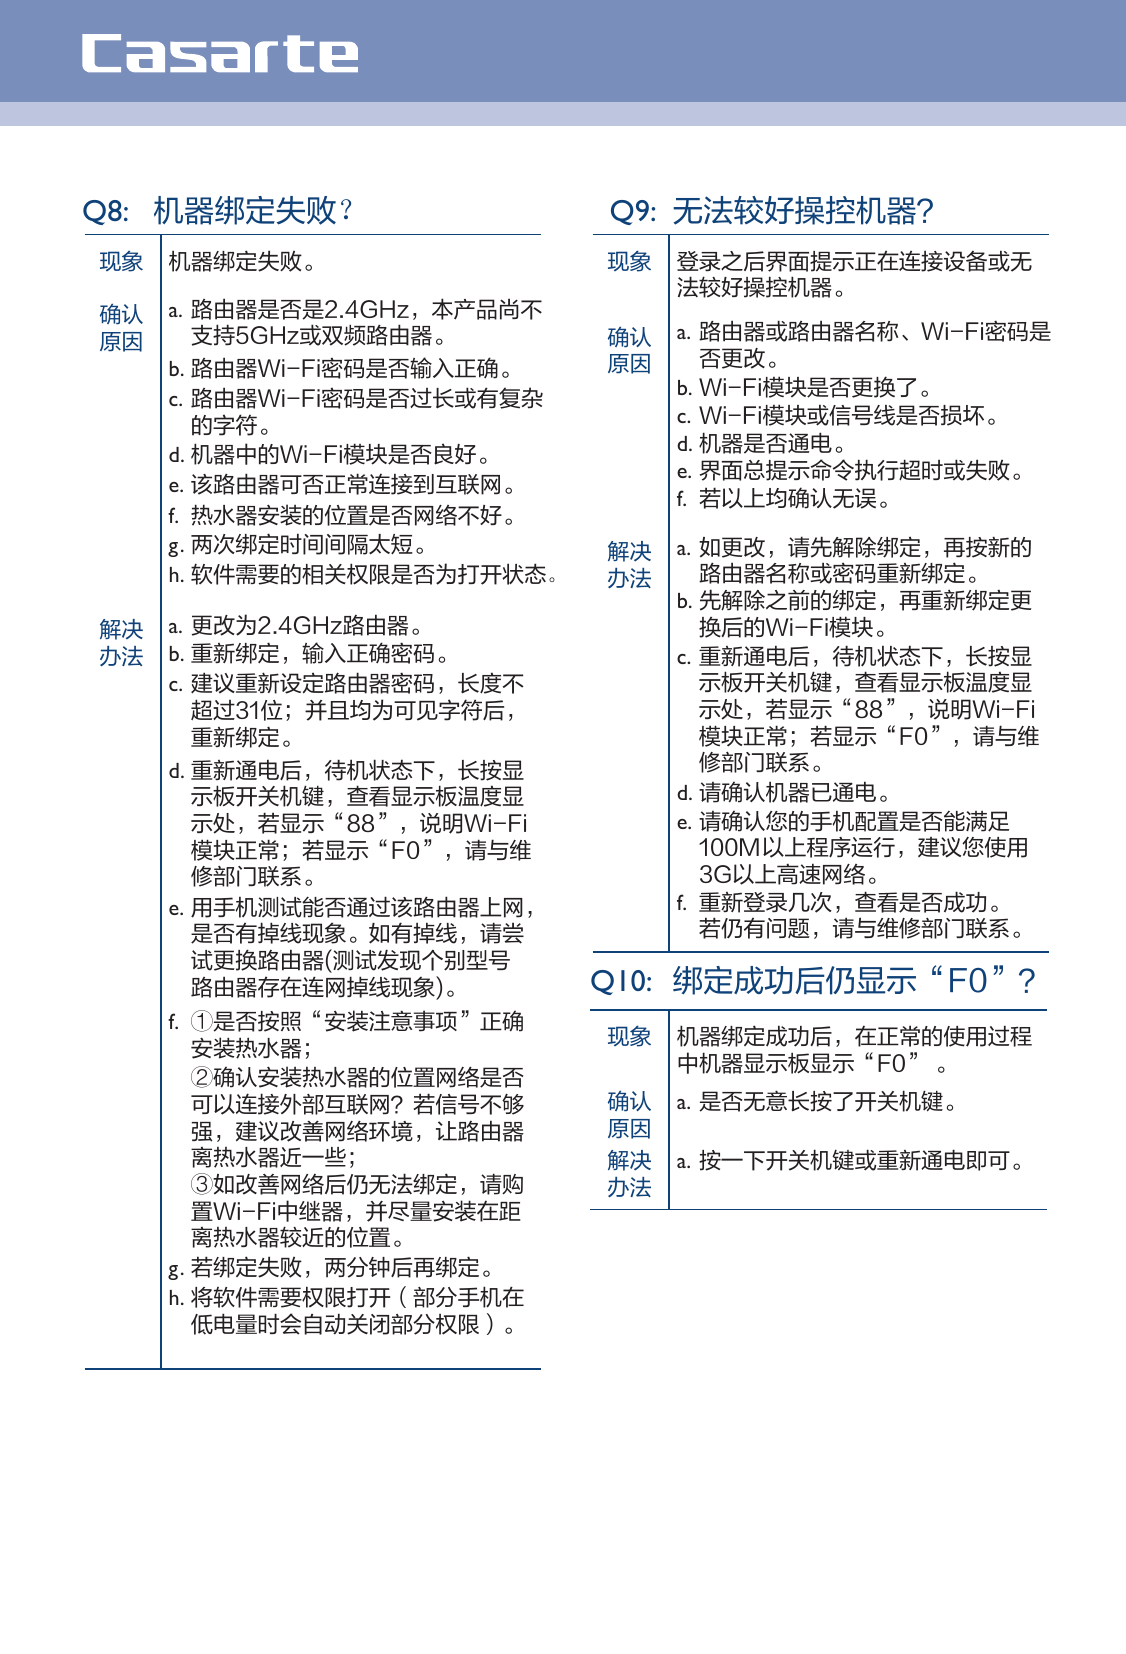 Casarte
Q8: 机器绑定失败?
现象
机器绑定失败。
确认
原因
a. 路由器是否是2.4GHz，本产品尚不
支持5GHz或双频路由器。
b. 路由器Wi-Fi密码是否输入正确。
c. 路由器Wi-Fi密码是否过长或有复杂
的字符。
d. 机器中的Wi-Fi模块是否良好。
e. 该路由器可否正常连接到互联网。
f. 热水器安装的位置是否网络不好。
g. 两次绑定时间间隔太短。
h. 软件需要的相关权限是否为打开状态。
解决
办法
a. 更改为2.4GHz路由器。
b. 重新绑定，输入正确密码。
c. 建议重新设定路由器密码，长度不
超过31位；并且均为可见字符后，
重新绑定。
d. 重新通电后，待机状态下，长按显
示板开关机键，查看显示板温度显
示处，若显示“88”，说明Wi-Fi
模块正常；若显示“F0”，请与维
修部门联系。
e. 用手机测试能否通过该路由器上网，
是否有掉线现象。如有掉线，请尝
试更换路由器(测试发现个别型号
路由器存在连网掉线现象)。
f. ①是否按照“安装注意事项”正确
安装热水器；
②确认安装热水器的位置网络是否
可以连接外部互联网？若信号不够
强，建议改善网络环境，让路由器
离热水器近一些；
③如改善网络后仍无法绑定，请购
置Wi-Fi中继器，并尽量安装在距
离热水器较近的位置。
g. 若绑定失败，两分钟后再绑定。
h. 将软件需要权限打开（部分手机在
低电量时会自动关闭部分权限）。
Q9: 无法较好操控机器?
现象
登录之后界面提示正在连接设备或无
法较好操控机器。
确认
原因
a. 路由器或路由器名称、Wi-Fi密码是
否更改。
b. Wi-Fi模块是否更换了。
c. Wi-Fi模块或信号线是否损坏。
d. 机器是否通电。
e. 界面总提示命令执行超时或失败。
f. 若以上均确认无误。
解决
办法
a. 如更改，请先解除绑定，再按新的
路由器名称或密码重新绑定。
b. 先解除之前的绑定，再重新绑定更
换后的Wi-Fi模块。
c. 重新通电后，待机状态下，长按显
示板开关机键，查看显示板温度显
示处，若显示“88”，说明Wi-Fi
模块正常；若显示“F0”，请与维
修部门联系。
d. 请确认机器已通电。
e. 请确认您的手机配置是否能满足
100M以上程序运行，建议您使用
3G以上高速网络。
f. 重新登录几次，查看是否成功。
若仍有问题，请与维修部门联系。
Q10: 绑定成功后仍显示“F0”？
现象
机器绑定成功后，在正常的使用过程
中机器显示板显示“F0” 。
确认
原因
a. 是否无意长按了开关机键。
解决
办法
a. 按一下开关机键或重新通电即可。